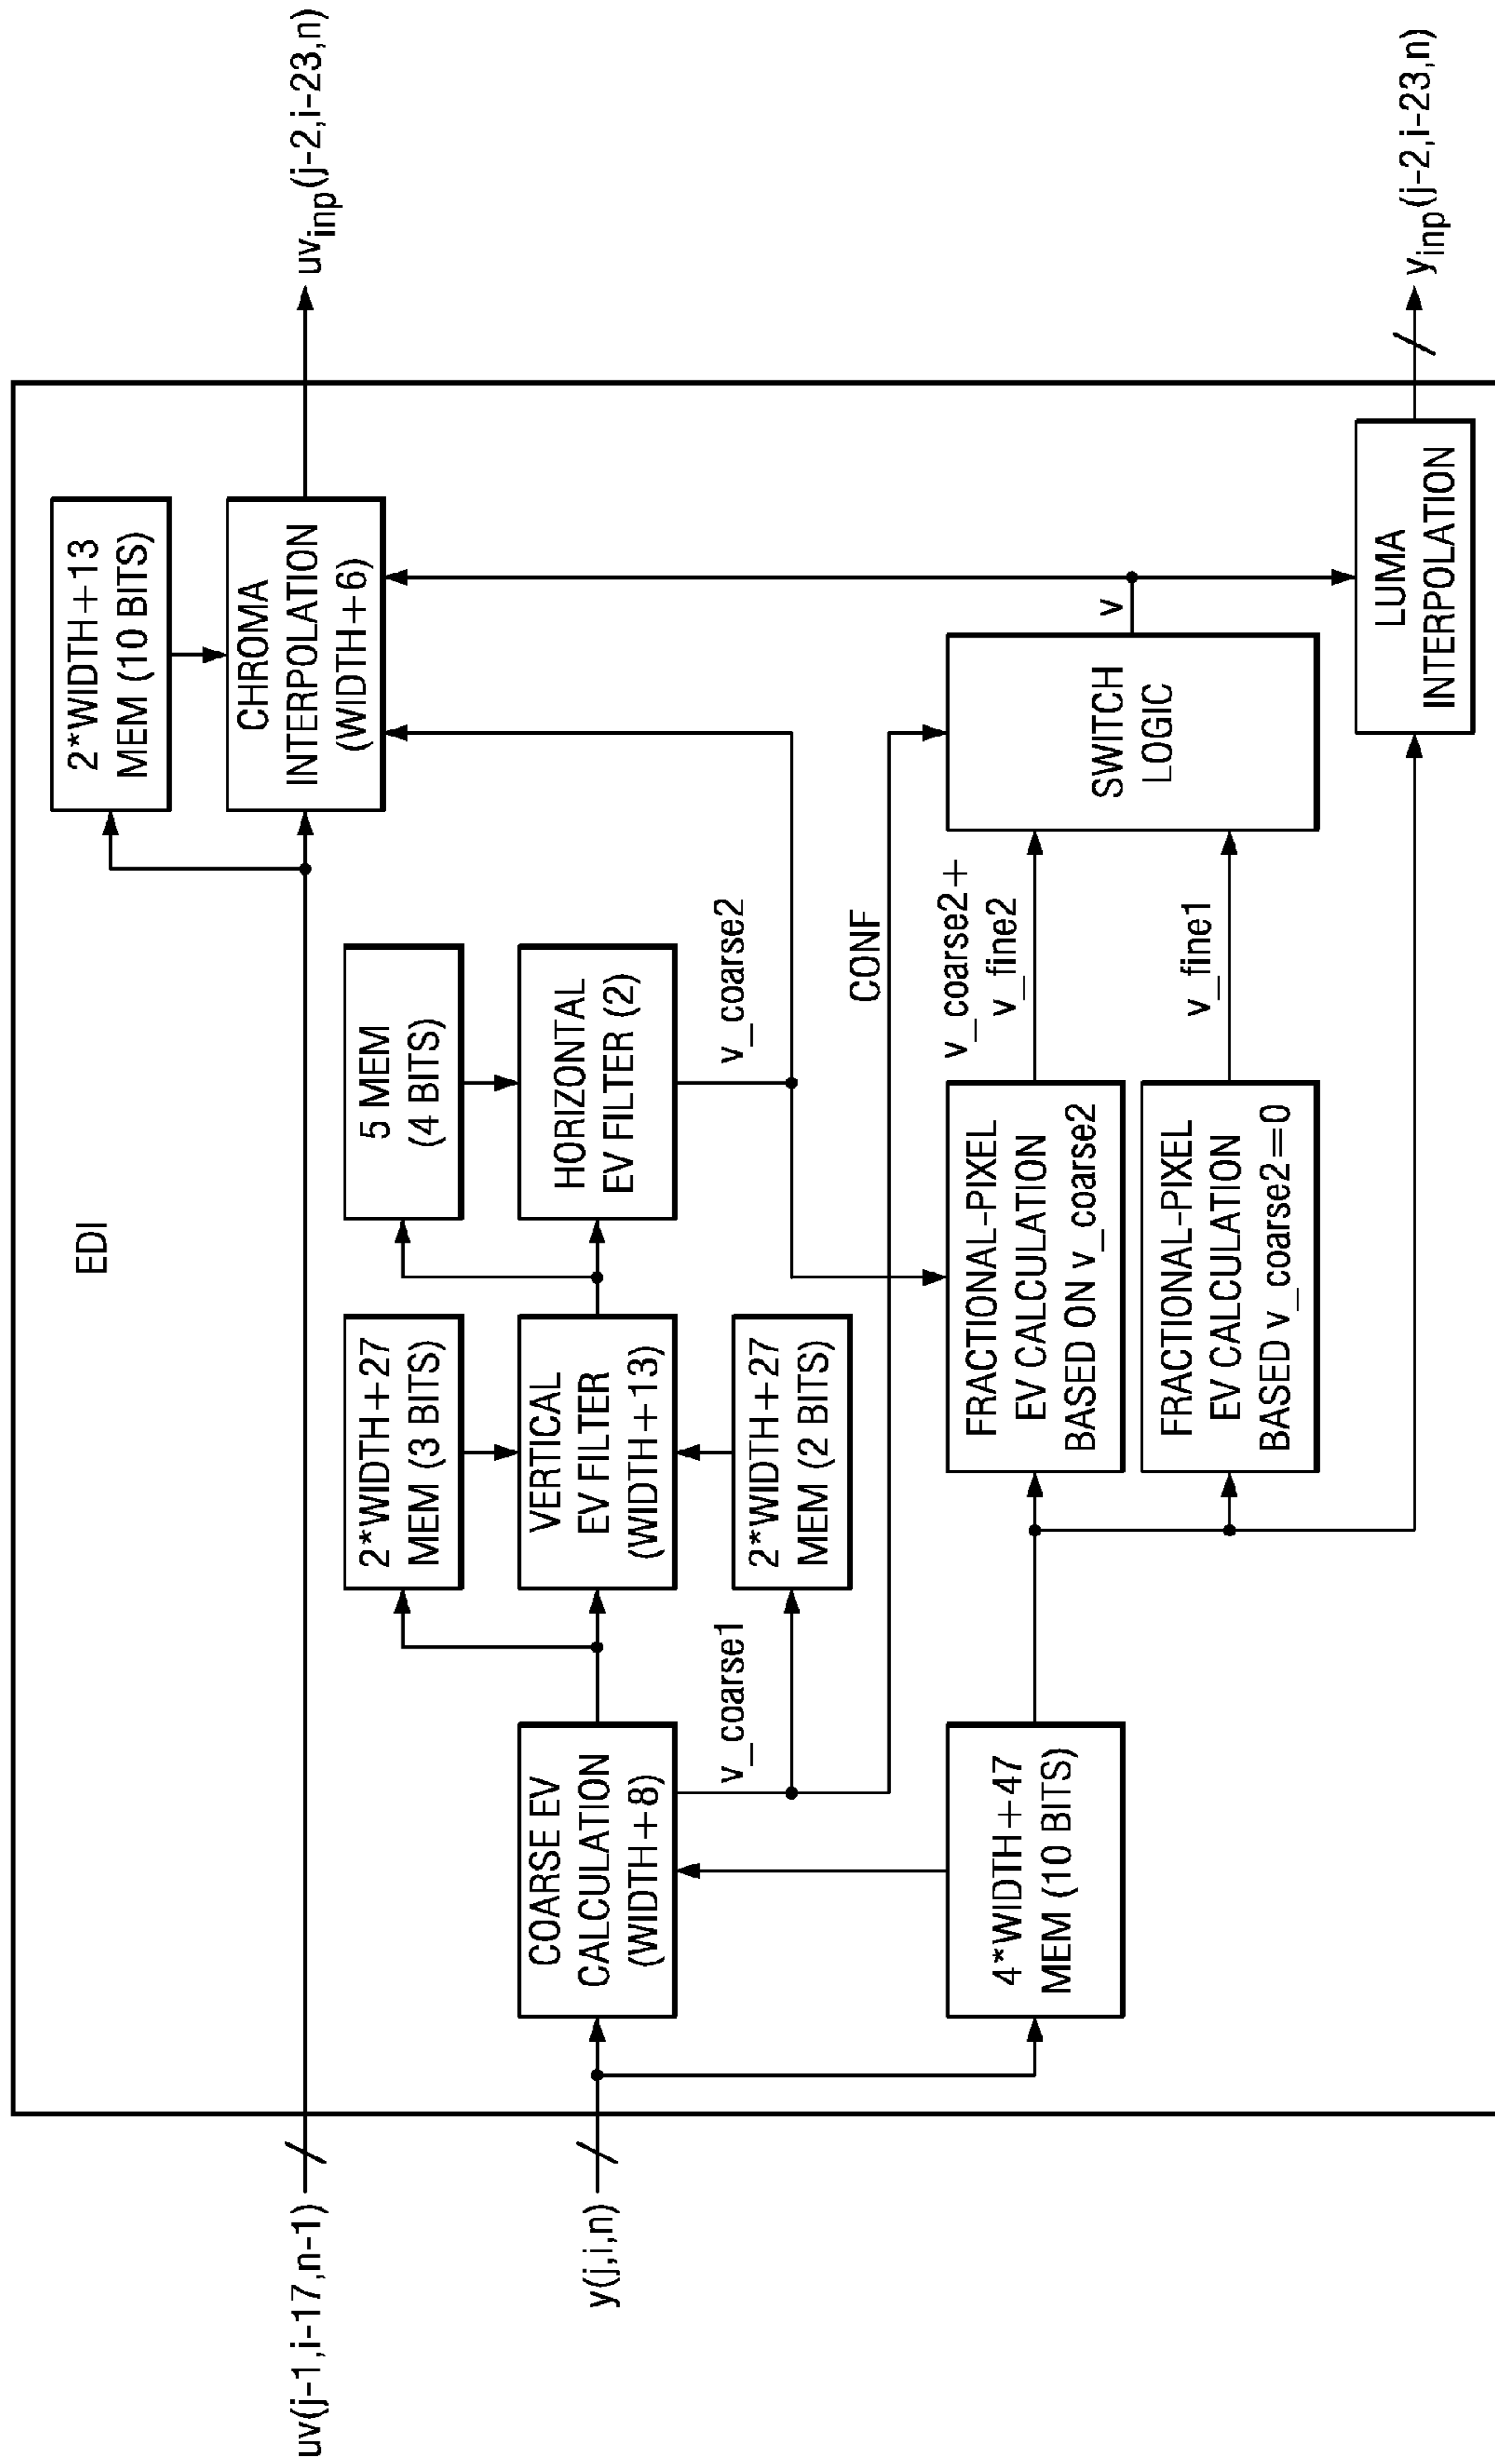 EDI
uv(j-1,i-17,n-1)
2*WIDTH+13
MEM (10 BITS)
CHROMA
INTERPOLATION
(WIDTH+6)
uvinp(j-2,i-23,n)
2*WIDTH+27
MEM (3 BITS)
5 MEM
(4 BITS)
y(j,i,n)
COARSE EV
CALCULATION
(WIDTH+8)
VERTICAL
EV FILTER
(WIDTH+13)
HORIZONTAL
EV FILTER (2)
v_coarse1
2*WIDTH+27
MEM (2 BITS)
v_coarse2
CONF
4*WIDTH+47
MEM (10 BITS)
FRACTIONAL-PIXEL
EV CALCULATION
BASED ON v_coarse2
v_coarse2+
v_fine2
FRACTIONAL-PIXEL
EV CALCULATION
BASED v_coarse2=0
v_fine1
SWITCH
LOGIC
v
LUMA
INTERPOLATION
yinp(j-2,i-23,n)